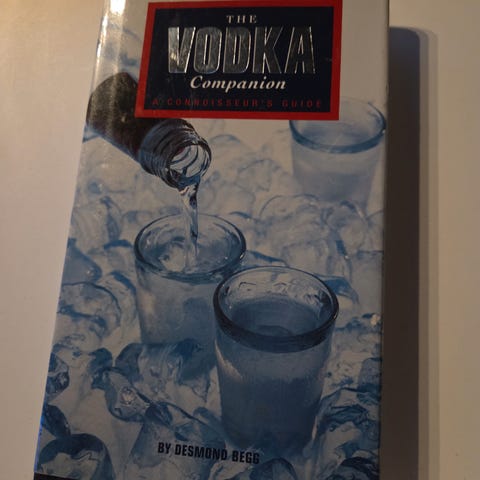 THE
VODKA
Companion
A CONNOISSEUR'S GUIDE
BY DESMOND BEGG